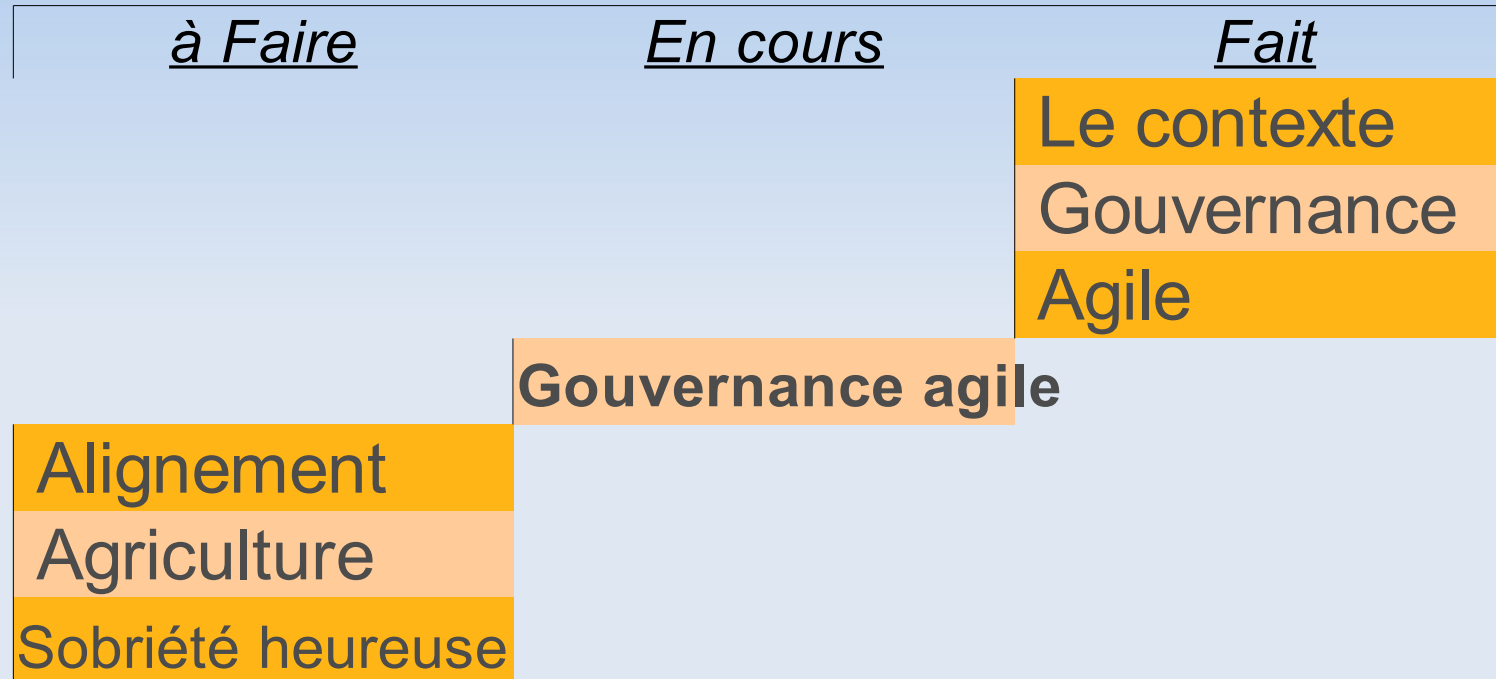 à Faire En cours Fait
Le contexte
Gouvernance
Agile
Gouvernance agile
Alignement
Agriculture
Sobriété heureuse